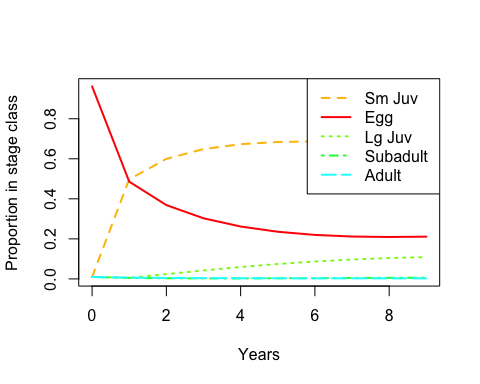 Proportion in stage class
0.8
0.6
0.4
0.2
0.0
Sm Juv
Egg
Lg Juv
Subadult
Adult
0
2
4
6
8
Years